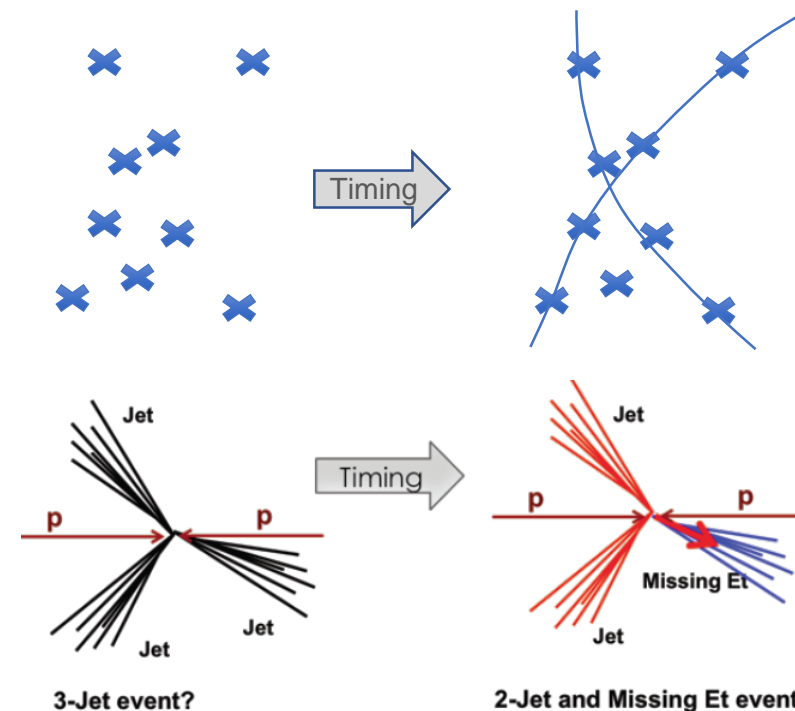 Timing
Jet
Jet
Timing
p
p
p
p
Missing Et
Jet
Jet
Jet
3-Jet event?
2-Jet and Missing Et event